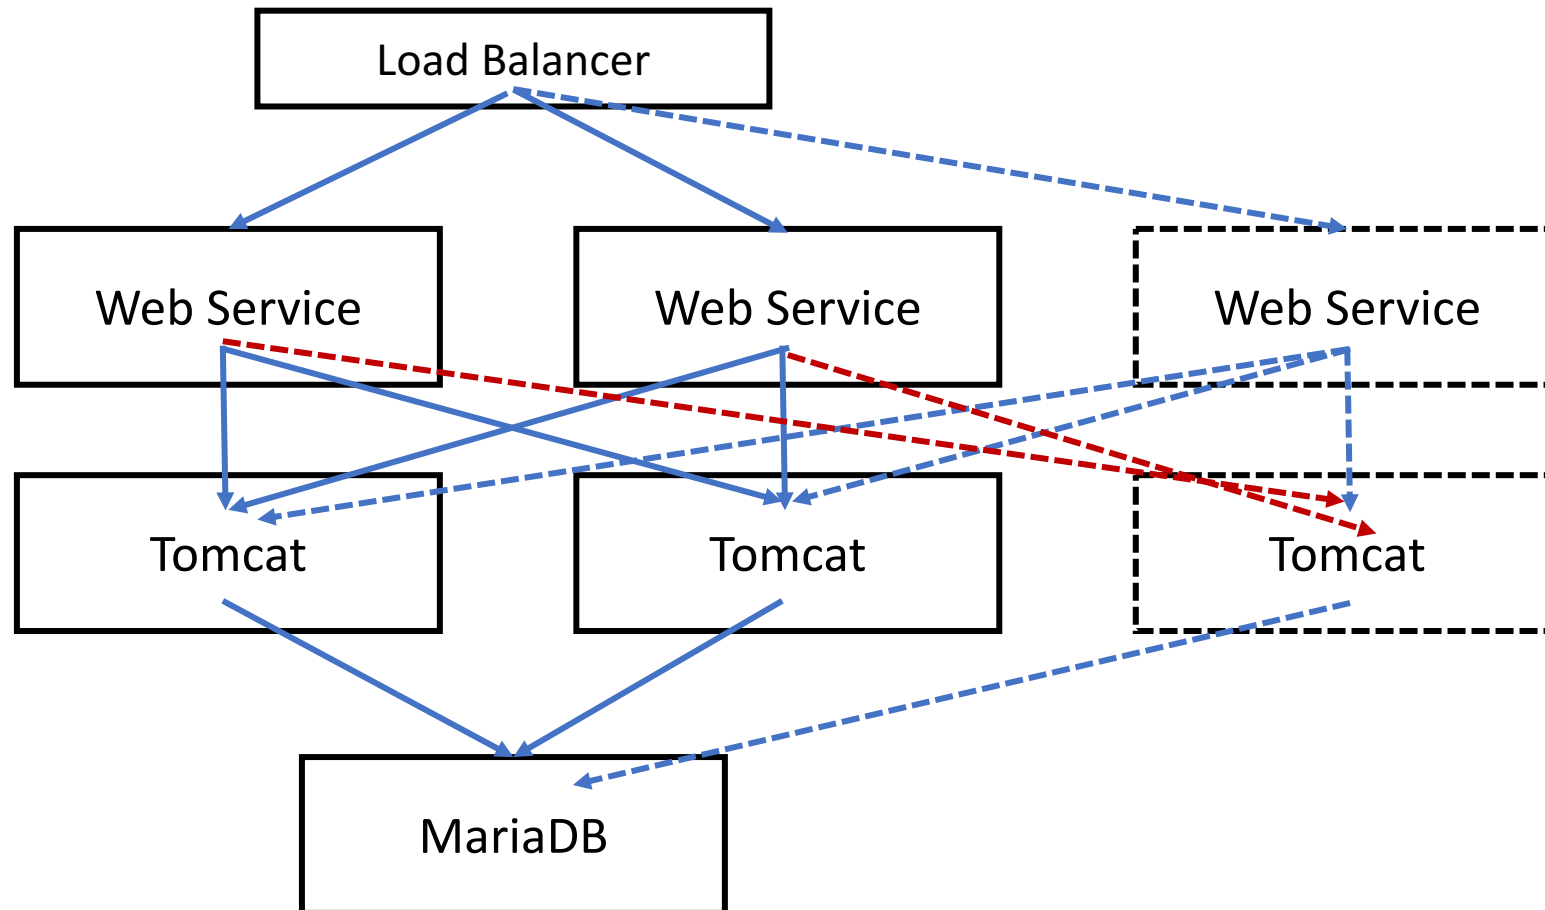 Load Balancer
Web Service
Web Service
Web Service
Tomcat
Tomcat
Tomcat
MariaDB